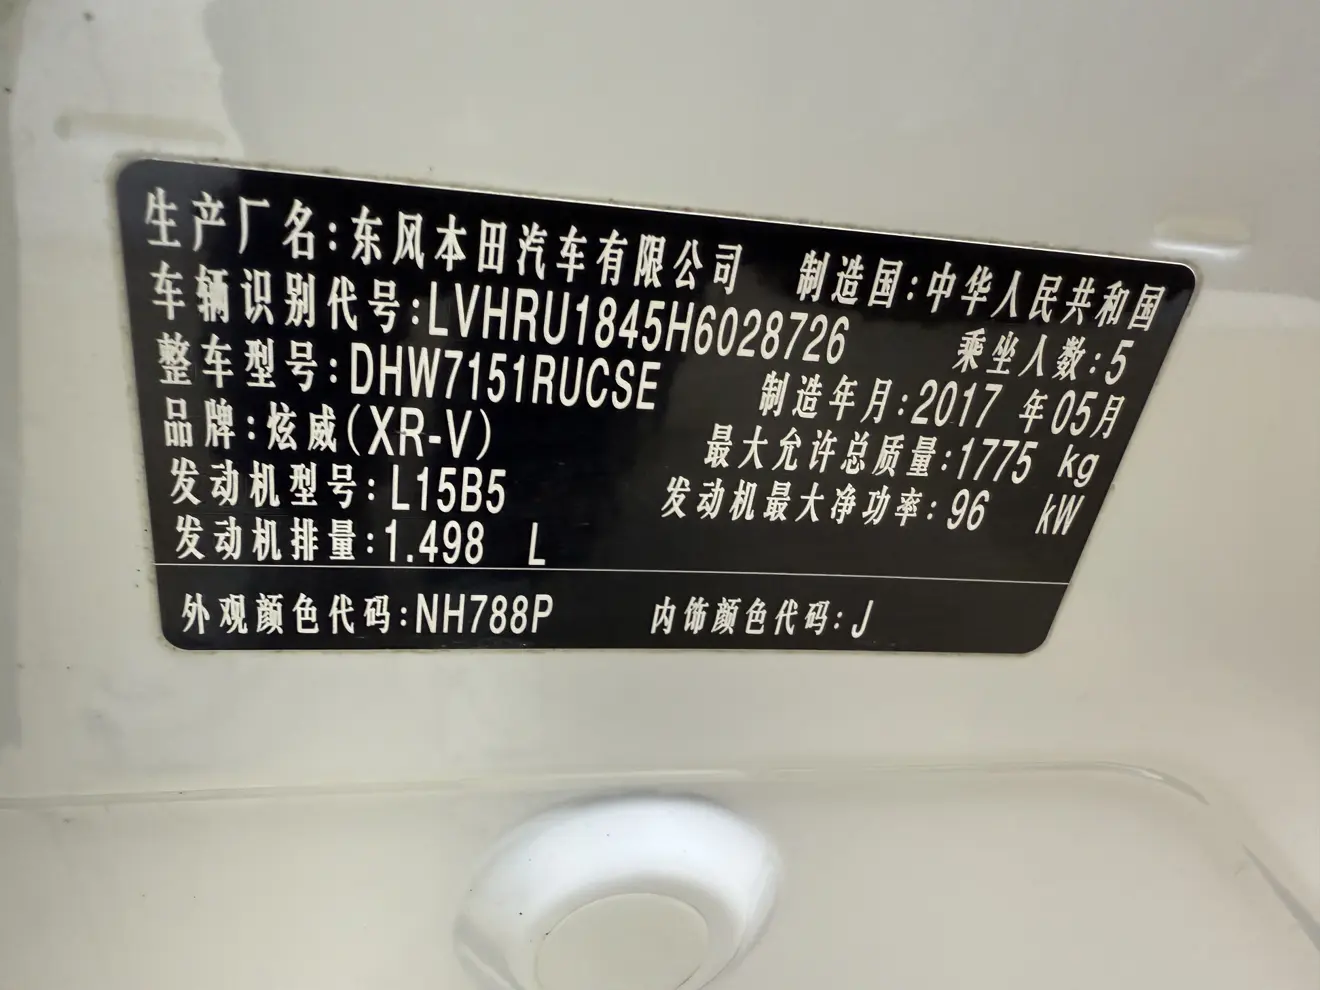 生产厂名:东风本田汽车有限公司 制造国:中华人民共和国
车辆识别代号:LVHRU1845H6028726 乘坐人数:5
整车型号:DHW7151RUCSE 制造年月:2017 年05月
品牌:炫威(XR-V) 最大允许总质量:1775 kg
发动机型号:L15B5 发动机最大净功率:96 kW
发动机排量:1.498 L
外观颜色代码:NH788P 内饰颜色代码:J